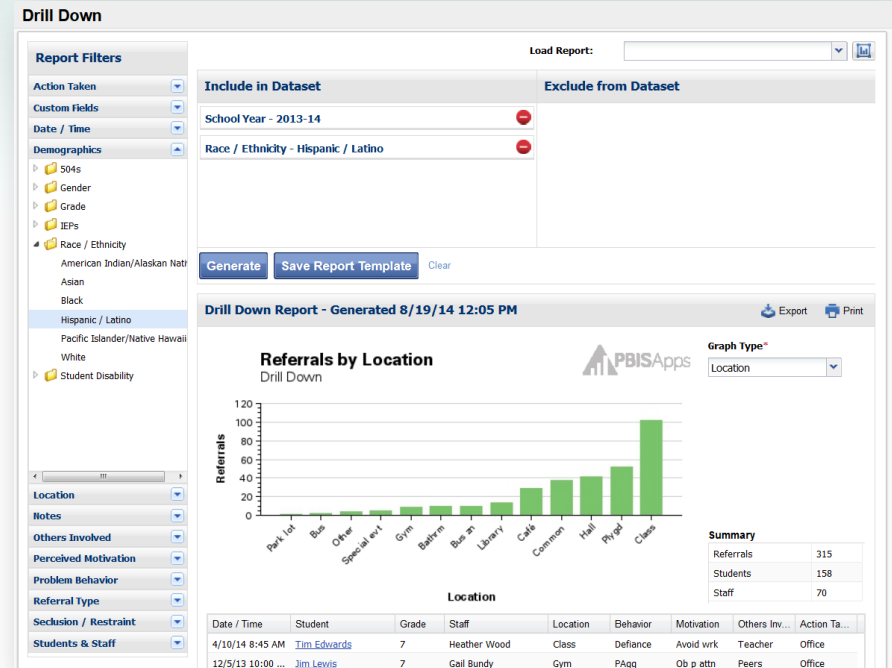 Drill Down
Report Filters
Load Report:
Action Taken
Custom Fields
Date / Time
Demographics
504s
Gender
Grade
IEPs
Race / Ethnicity
American Indian/Alaskan Nati
Asian
Black
Hispanic / Latino
Pacific Islander/Native Hawaii
White
Student Disability
Location
Notes
Others Involved
Perceived Motivation
Problem Behavior
Referral Type
Seclusion / Restraint
Students & Staff
Include in Dataset
Exclude from Dataset
School Year - 2013-14
Race / Ethnicity - Hispanic / Latino
Generate
Save Report Template
Clear
Drill Down Report - Generated 8/19/14 12:05 PM
Export
Print
Referrals by Location
Drill Down
PBISApps
Graph Type*
Location
Referrals
120
100
80
60
40
20
0
Park lot
Bus
Other
Special evt
Gym
Bathrm
Bus zn
Library
Café
Common
Hall
Plygd
Class
Location
Summary
Referrals 315
Students 158
Staff 70
Date / Time Student Grade Staff Location Behavior Motivation Others Inv... Action Ta...
4/10/14 8:45 AM Tim Edwards 7 Heather Wood Class Defiance Avoid wrk Teacher Office
12/5/13 10:00 ... Jim Lewis 7 Gail Bundy Gym PAgg Ob p attn Peers Office